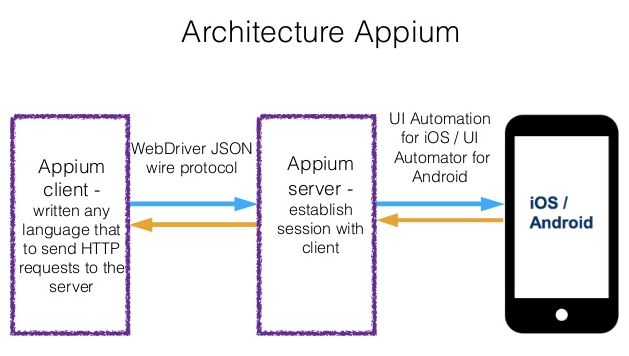 Architecture Appium
Appium
client -
written any
language that
to send HTTP
requests to the
server
WebDriver JSON
wire protocol
Appium
server -
establish
session with
client
UI Automation
for iOS / UI
Automator for
Android
iOS /
Android